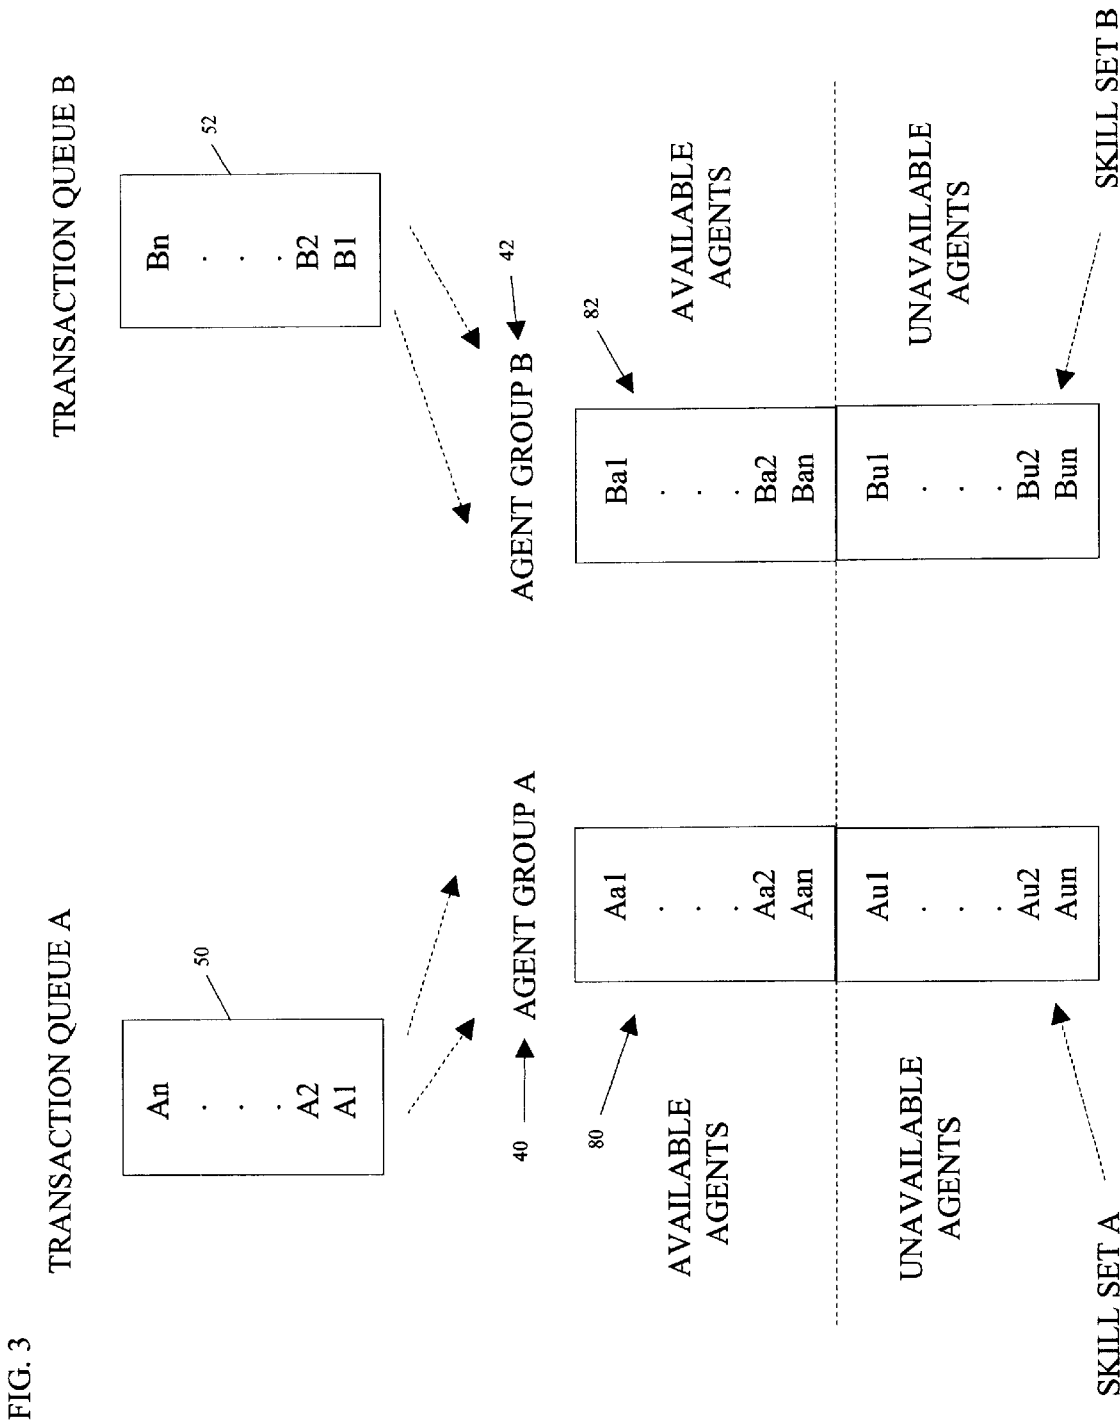 FIG. 3
TRANSACTION QUEUE A
TRANSACTION QUEUE B
An
. . .
A2
A1
50
Bn
. . .
B2
B1
52
40
AGENT GROUP A
AGENT GROUP B
42
80
82
AVAILABLE
AGENTS
Aa1
. . .
Aa2
Aan
Ba1
. . .
Ba2
Ban
AVAILABLE
AGENTS
UNAVAILABLE
AGENTS
Au1
. . .
Au2
Aun
Bu1
. . .
Bu2
Bun
UNAVAILABLE
AGENTS
SKILL SET A
SKILL SET B